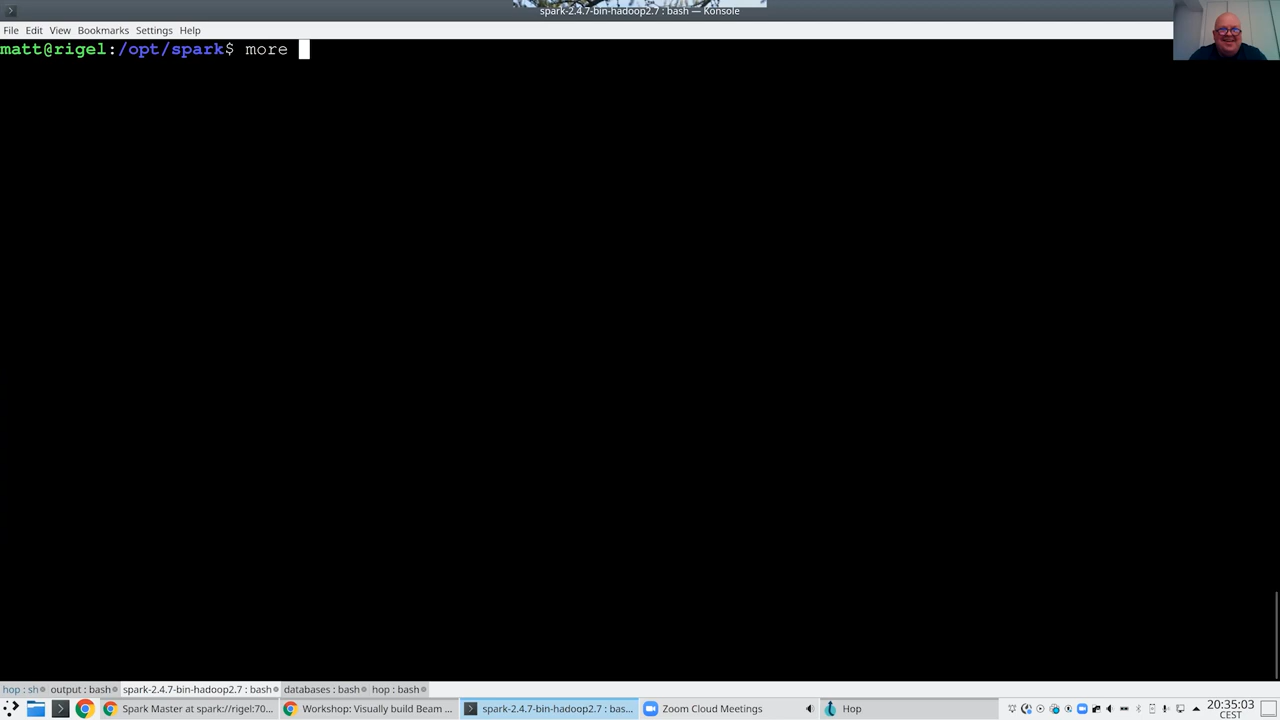 spark-2.4.7-bin-hadoop2.7 : bash — Konsole
File Edit View Bookmarks Settings Help
matt@rigel:/opt/spark$ more
hop : sh output : bash spark-2.4.7-bin-hadoop2.7 : bash databases : bash hop : bash
Spark Master at spark://rigel:70... Workshop: Visually build Beam ... spark-2.4.7-bin-hadoop2.7 : bas... Zoom Cloud Meetings Hop 20:35:03
CEST